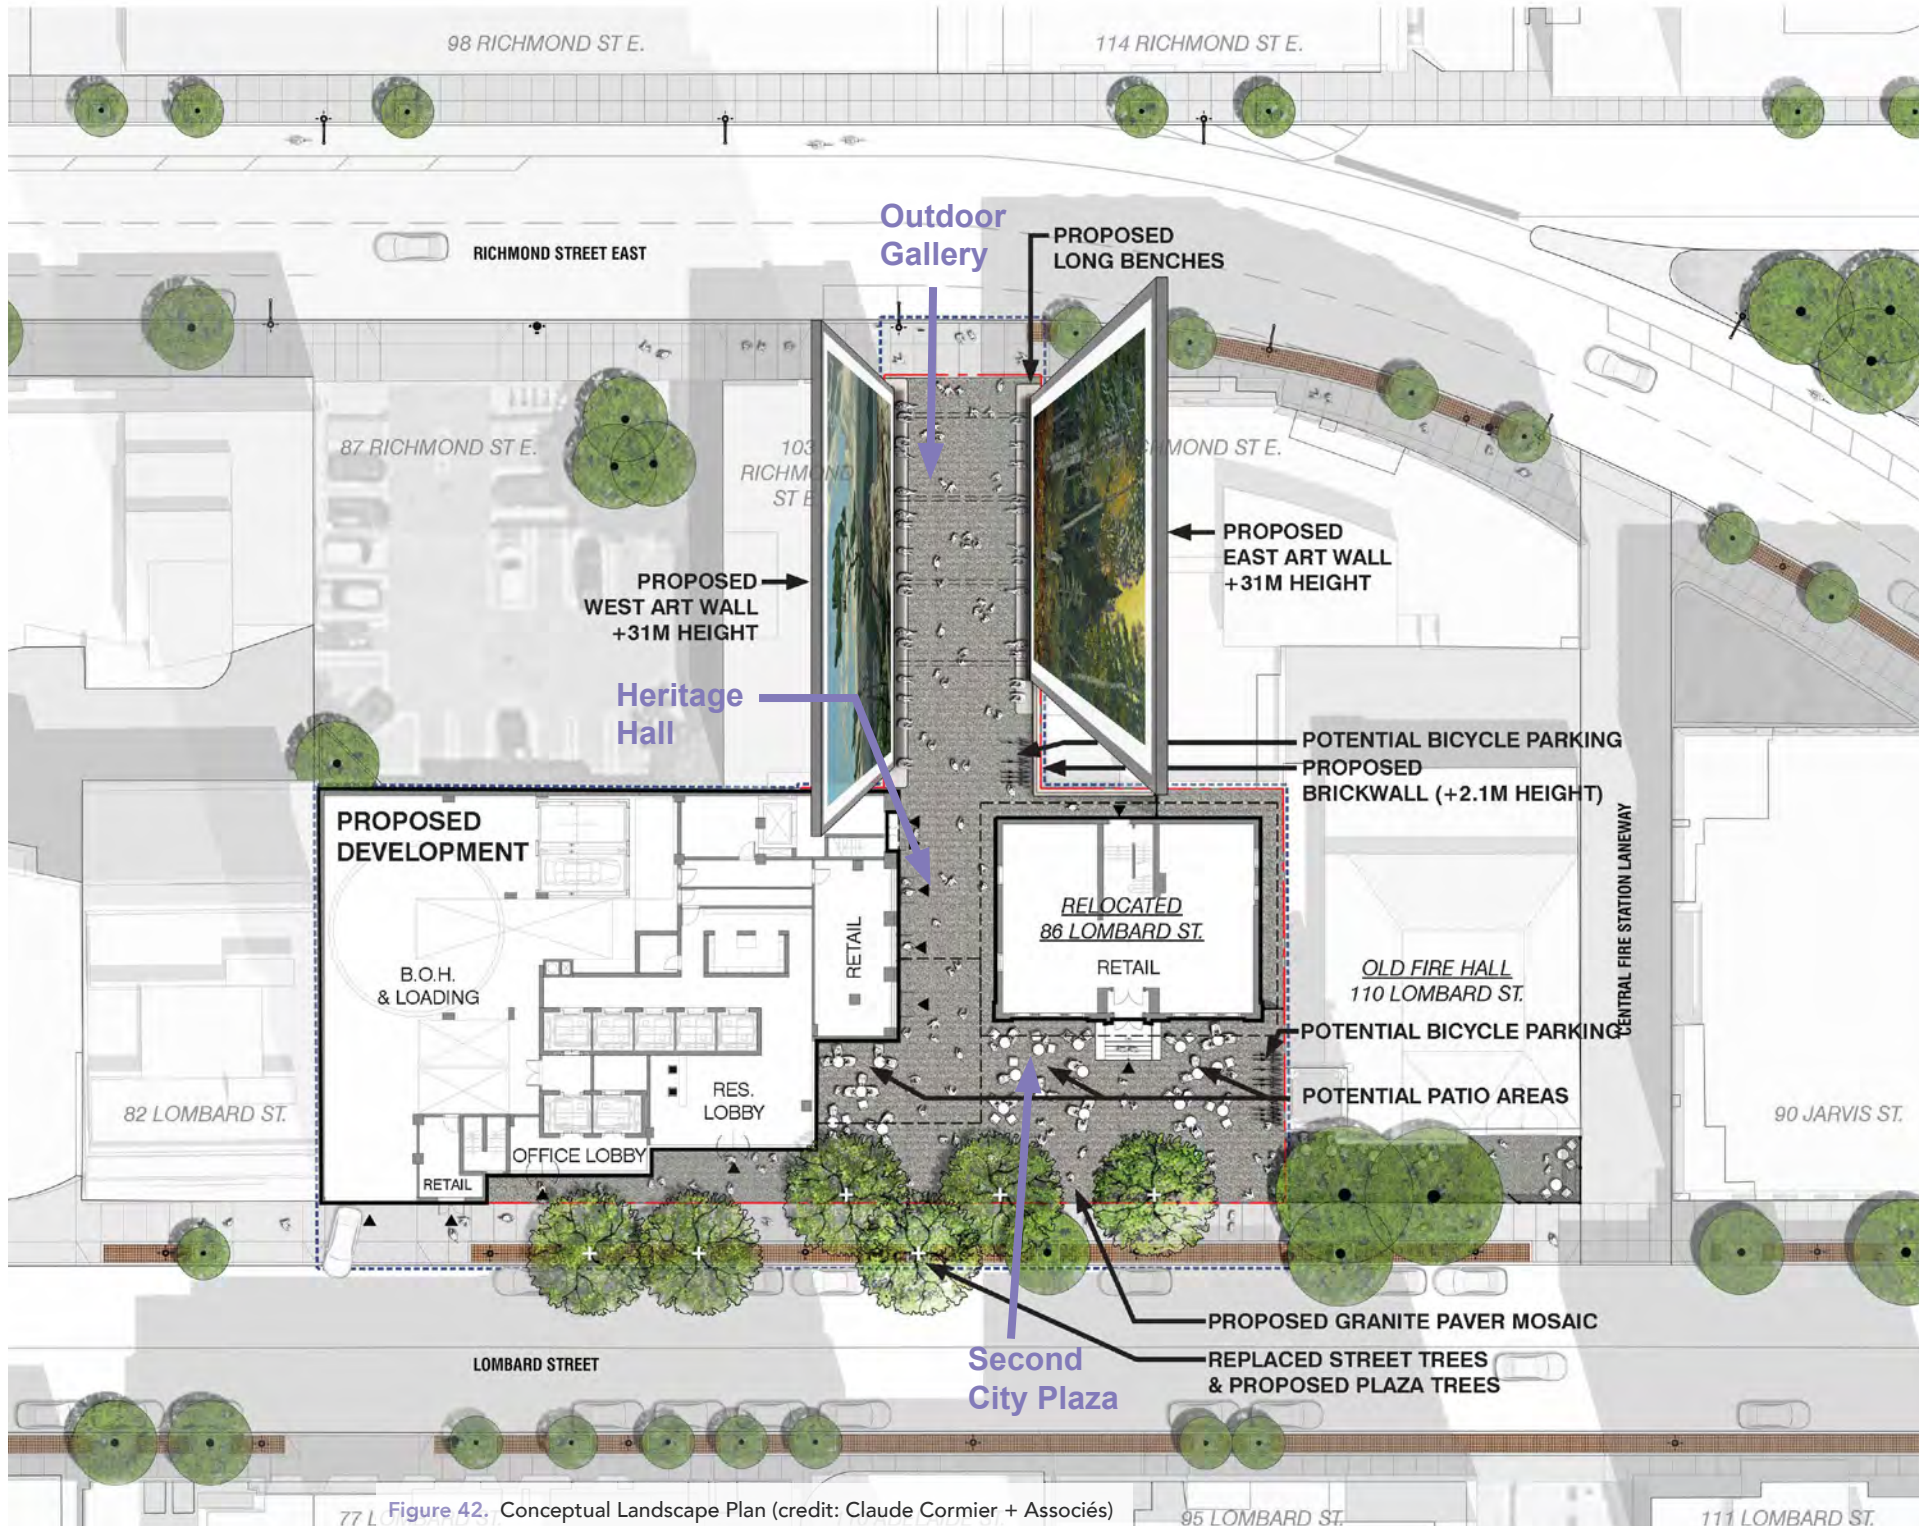 98 RICHMOND ST E.
114 RICHMOND ST E.
Outdoor
Gallery
PROPOSED
LONG BENCHES
RICHMOND STREET EAST
87 RICHMOND ST E.
103
RICHMOND
ST E
RICHMOND ST E.
PROPOSED
EAST ART WALL
+31M HEIGHT
PROPOSED
WEST ART WALL
+31M HEIGHT
Heritage
Hall
POTENTIAL BICYCLE PARKING
PROPOSED
BRICKWALL (+2.1M HEIGHT)
PROPOSED
DEVELOPMENT
CENTRAL FIRE STATION LANEWAY
RELOCATED
86 LOMBARD ST.
RETAIL
RETAIL
B.O.H.
& LOADING
OLD FIRE HALL
110 LOMBARD ST.
POTENTIAL BICYCLE PARKING
RES.
LOBBY
POTENTIAL PATIO AREAS
82 LOMBARD ST.
90 JARVIS ST.
OFFICE LOBBY
RETAIL
PROPOSED GRANITE PAVER MOSAIC
REPLACED STREET TREES
& PROPOSED PLAZA TREES
LOMBARD STREET
Second
City Plaza
Figure 42. Conceptual Landscape Plan (credit: Claude Cormier + Associés)
95 LOMBARD ST.
111 LOMBARD ST.